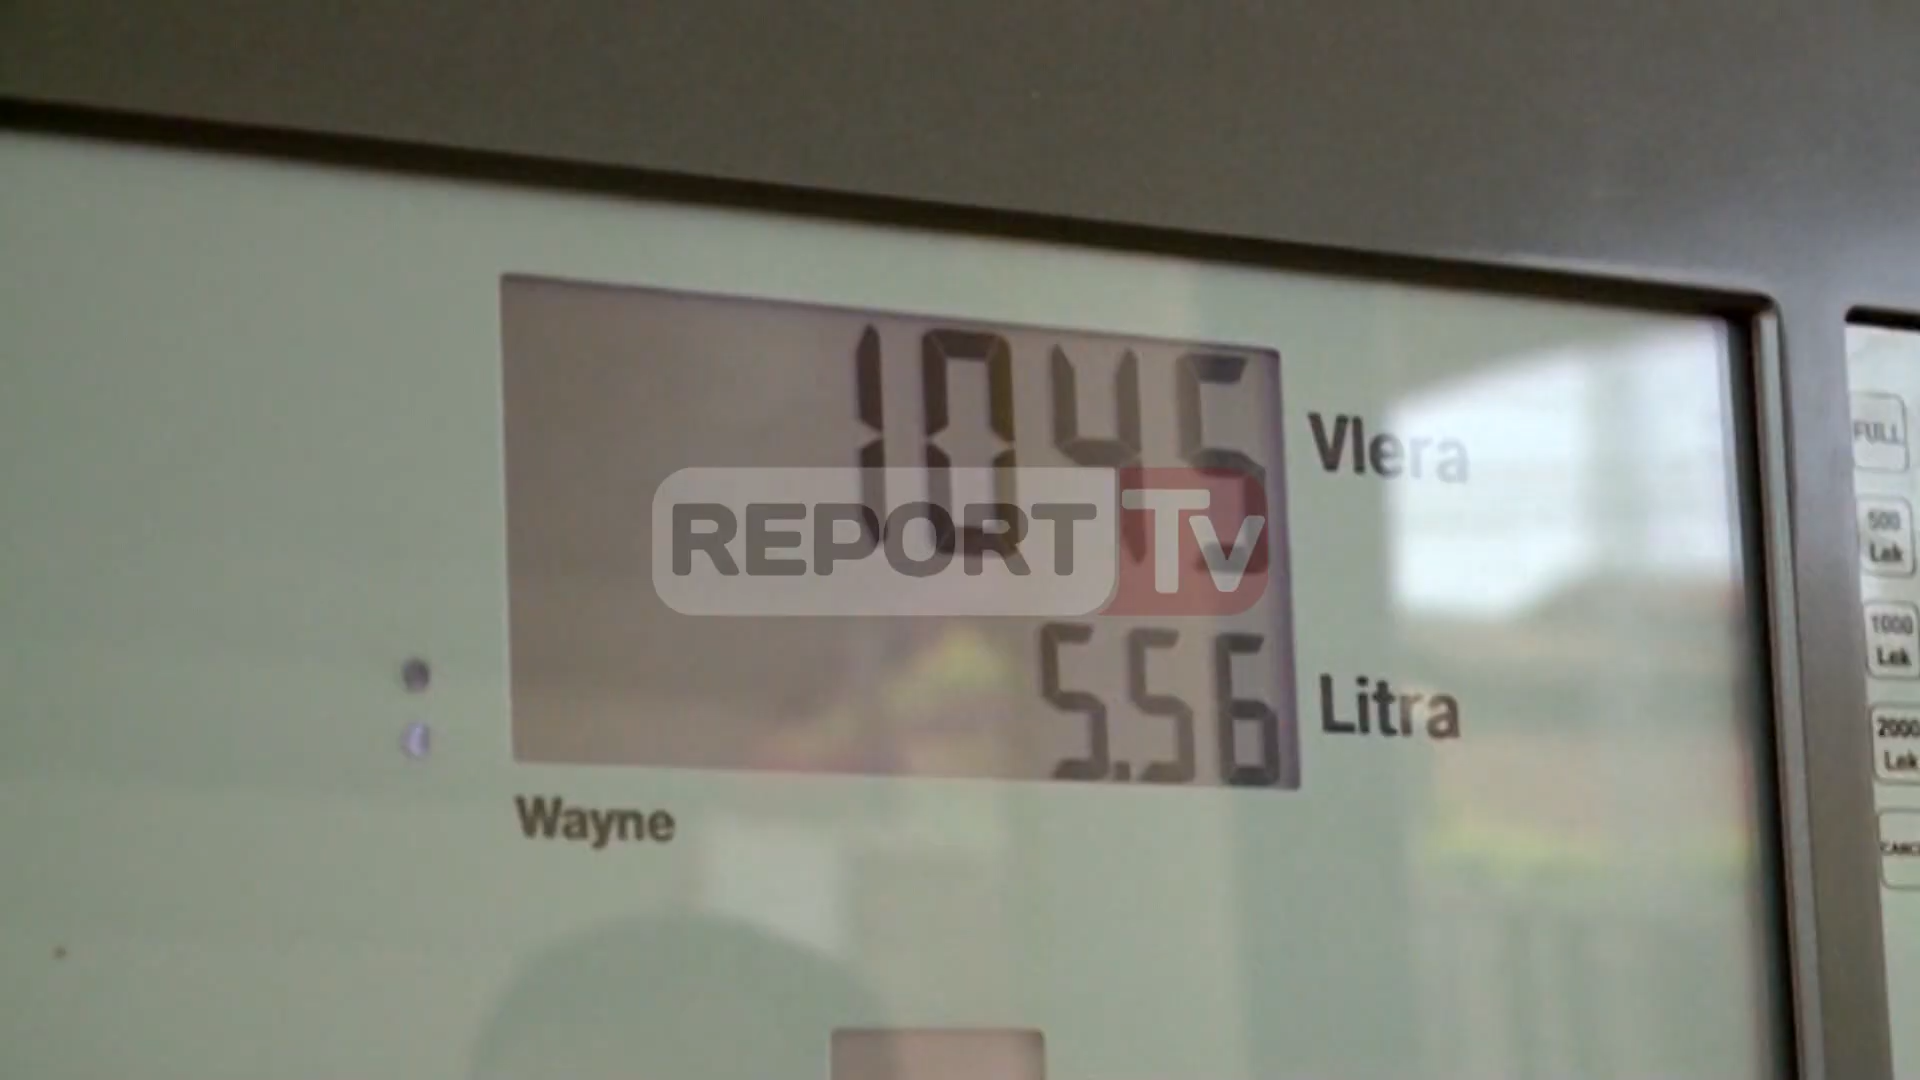 1045 Vlera
REPORT Tv
5.56 Litra
Wayne
FULL
500
Lek
1000
Lek
2000
Lek